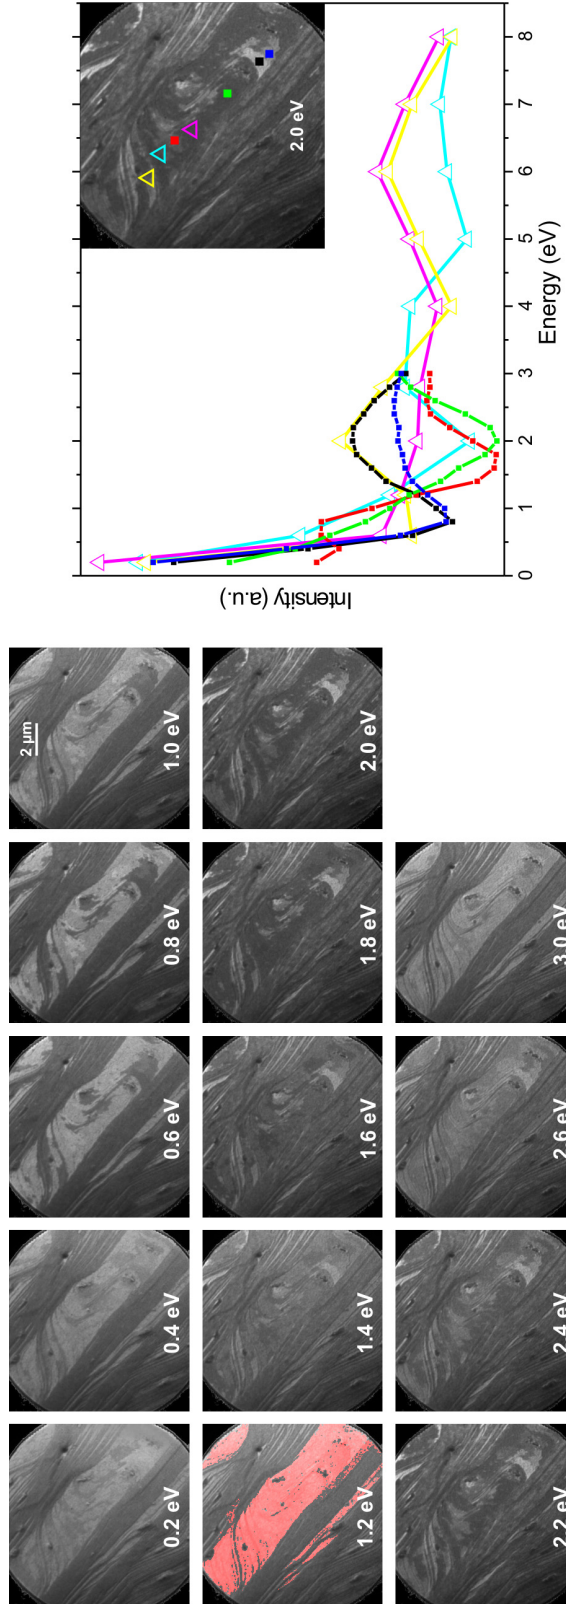 0.2 eV
0.4 eV
0.6 eV
0.8 eV
2 μm
1.0 eV
1.2 eV
1.4 eV
1.6 eV
1.8 eV
2.0 eV
2.2 eV
2.4 eV
2.6 eV
3.0 eV
Intensity (a.u.)
2.0 eV
0 1 2 3 4 5 6 7 8
Energy (eV)